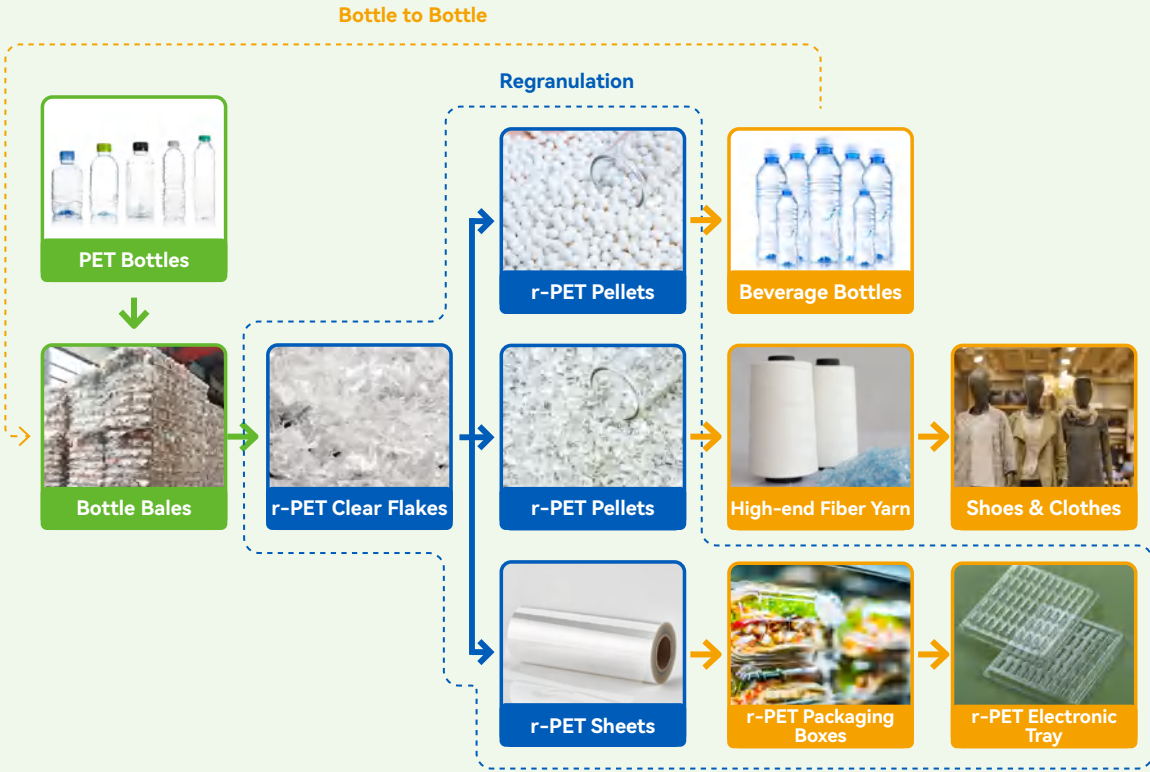 Bottle to Bottle
Regranulation
PET Bottles
r-PET Pellets
Beverage Bottles
Bottle Bales
r-PET Clear Flakes
r-PET Pellets
High-end Fiber Yarn
Shoes & Clothes
r-PET Sheets
r-PET Packaging
Boxes
r-PET Electronic
Tray